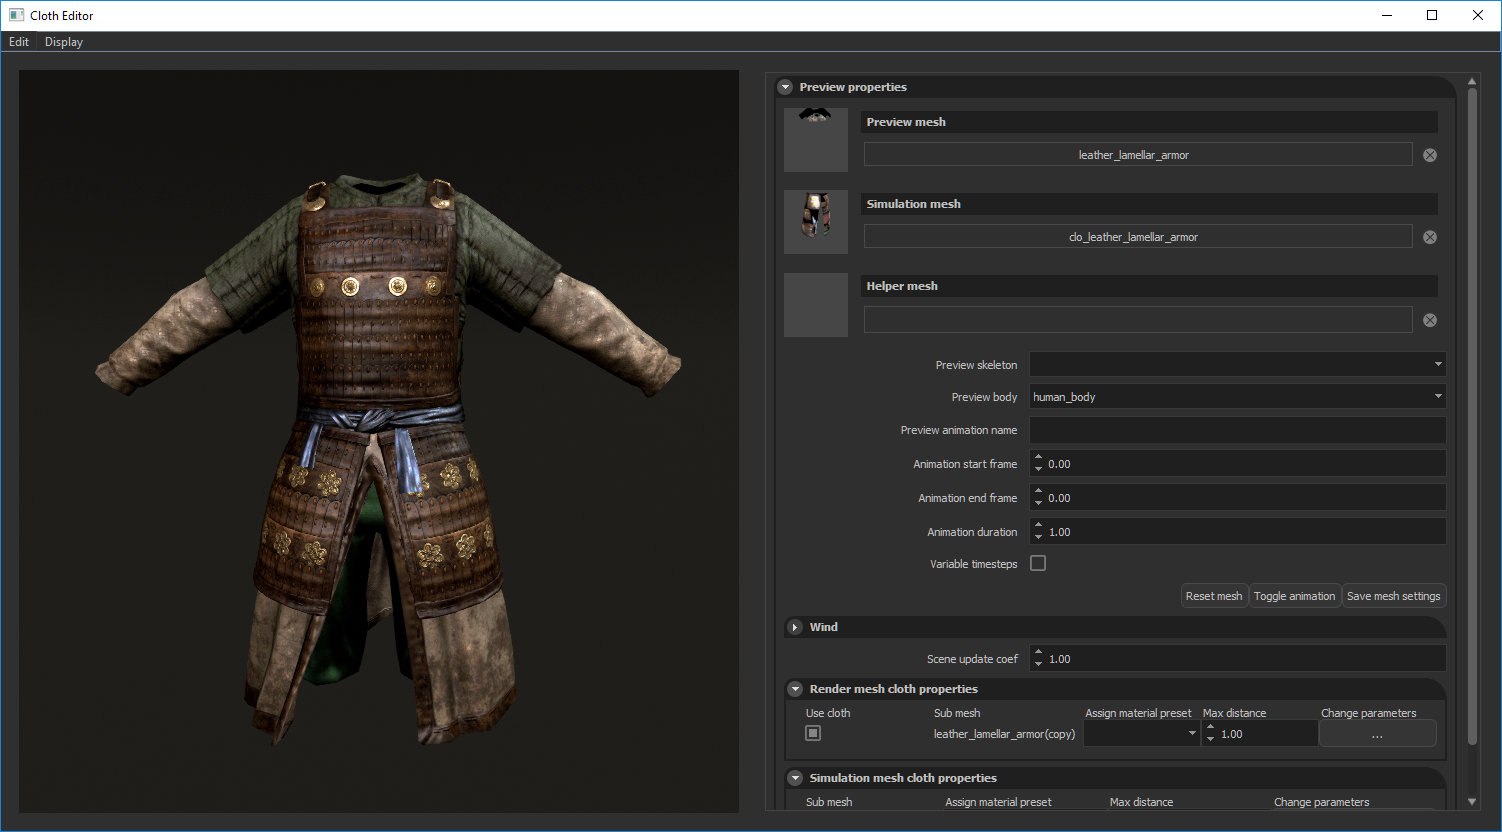 Cloth Editor
Edit Display
Preview properties
Preview mesh
leather_lamellar_armor
Simulation mesh
clo_leather_lamellar_armor
Helper mesh
Preview skeleton
Preview body human_body
Preview animation name
Animation start frame 0.00
Animation end frame 0.00
Animation duration 1.00
Variable timesteps
Reset mesh Toggle animation Save mesh settings
Wind
Scene update coef 1.00
Render mesh cloth properties
Use cloth Sub mesh Assign material preset Max distance Change parameters
leather_lamellar_armor(copy) 1.00 ...
Simulation mesh cloth properties
Sub mesh Assign material preset Max distance Change parameters